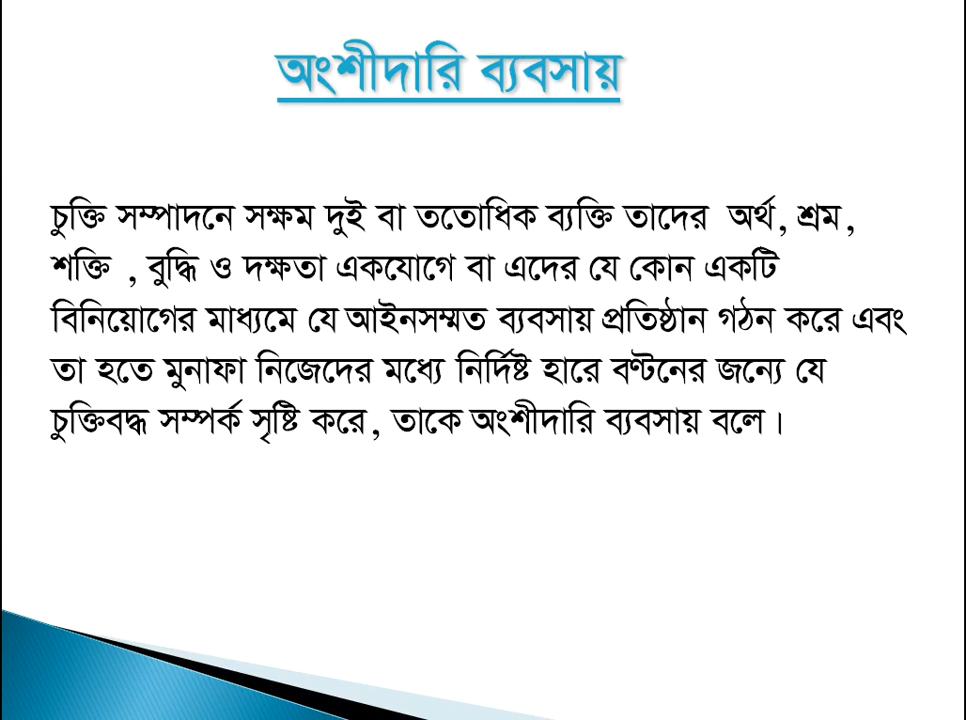 অংশীদারি ব্যবসায়
চুক্তি সম্পাদনে সক্ষম দুই বা ততোধিক ব্যক্তি তাদের অর্থ, শ্রম,
শক্তি , বুদ্ধি ও দক্ষতা একযোগে বা এদের যে কোন একটি
বিনিয়োগের মাধ্যমে যে আইনসম্মত ব্যবসায় প্রতিষ্ঠান গঠন করে এবং
তা হতে মুনাফা নিজেদের মধ্যে নির্দিষ্ট হারে বণ্টনের জন্যে যে
চুক্তিবদ্ধ সম্পর্ক সৃষ্টি করে, তাকে অংশীদারি ব্যবসায় বলে।